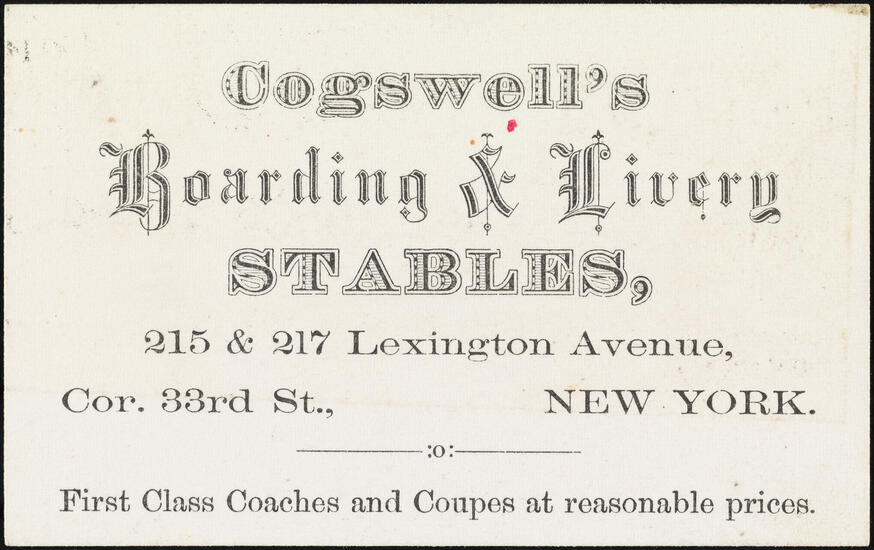 Cogswell's
Boarding & Livery
STABLES,
215 & 217 Lexington Avenue,
Cor. 33rd St., NEW YORK.
:o:
First Class Coaches and Coupes at reasonable prices.